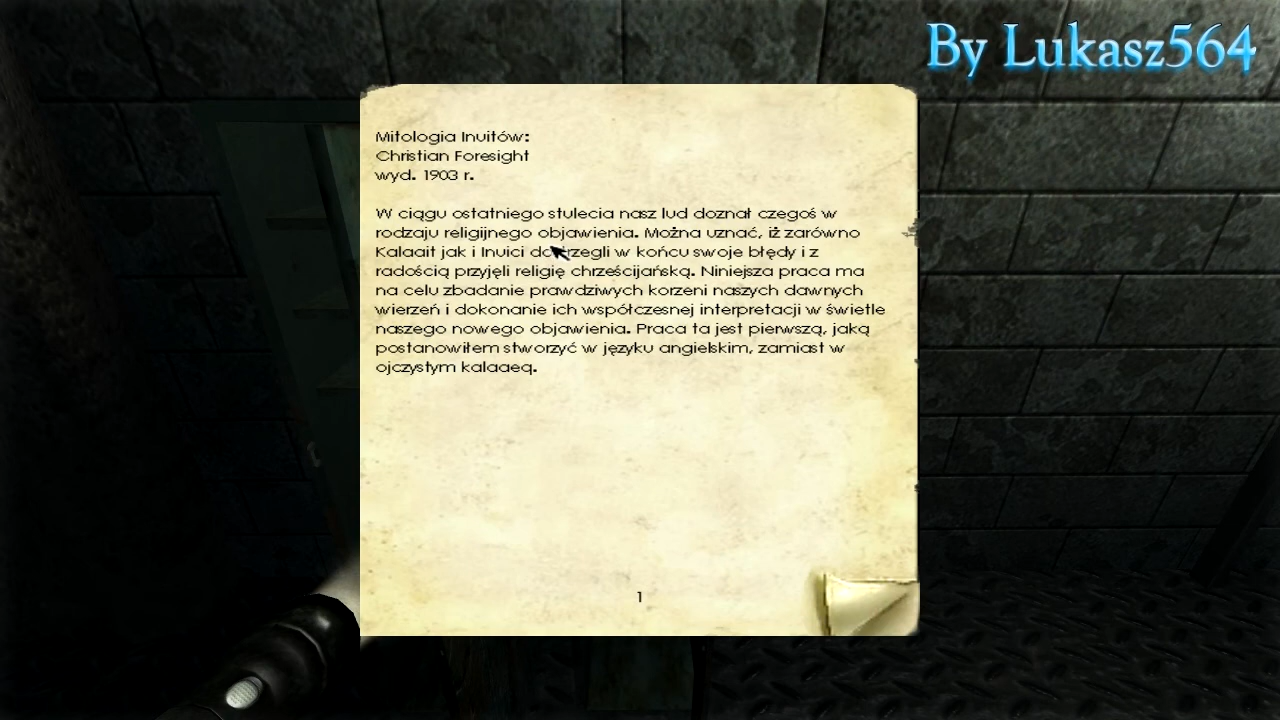 By Lukasz564
Mitologia Inuitów:
Christian Foresight
wyd. 1903 r.
W ciągu ostatniego stulecia nasz lud doznał czegoś w
rodzaju religijnego objawienia. Można uznać, iż zarówno
Kalaait jak i Inuici dostrzegli w końcu swoje błędy i z
radością przyjęli religię chrześcijańską. Niniejsza praca ma
na celu zbadanie prawdziwych korzeni naszych dawnych
wierzeń i dokonanie ich współczesnej interpretacji w świetle
naszego nowego objawienia. Praca ta jest pierwszą, jaką
postanowiłem stworzyć w języku angielskim, zamiast w
ojczystym kalaaeq.
1